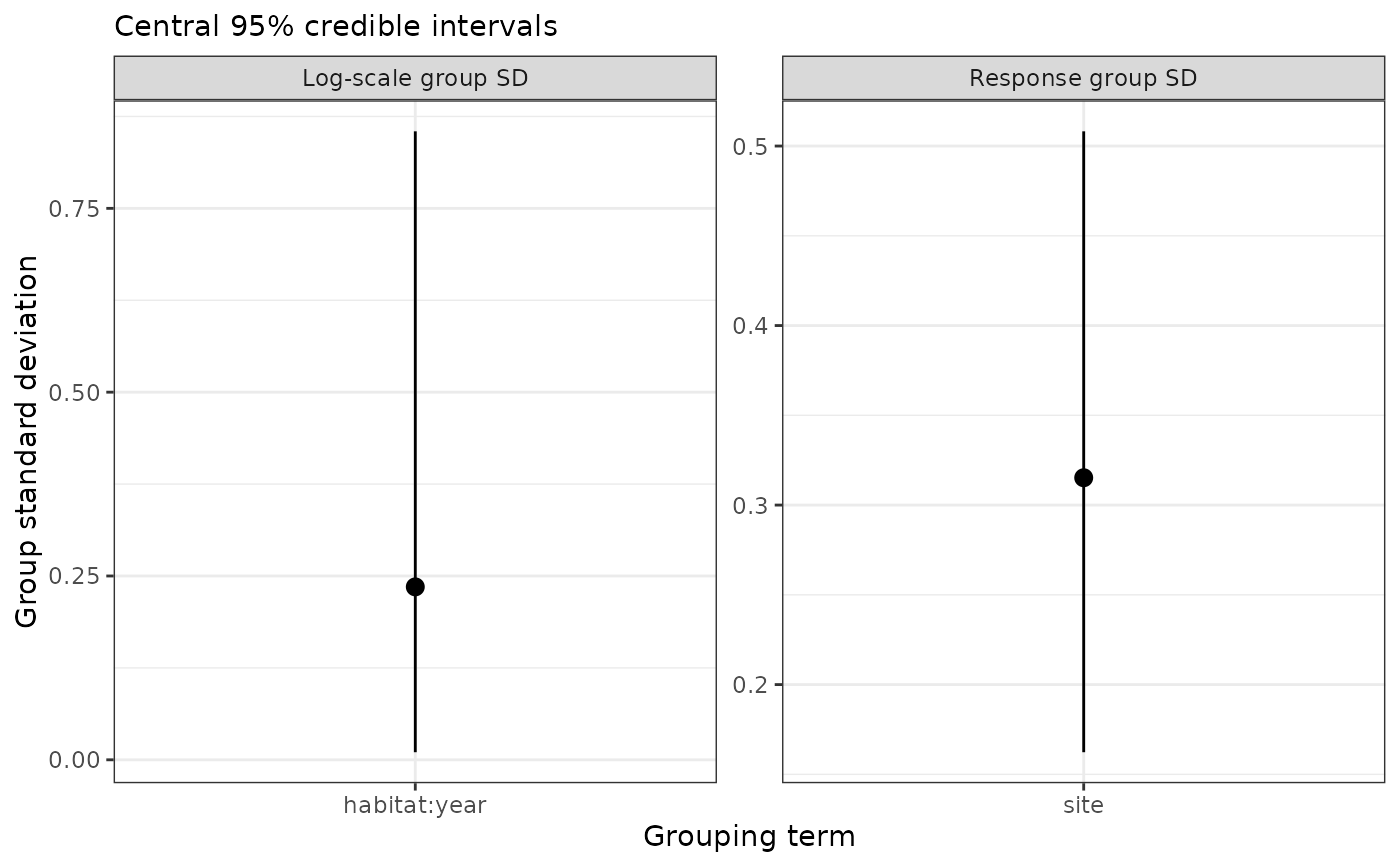 Central 95% credible intervals
Log-scale group SD
Response group SD
Group standard deviation
0.75
0.50
0.25
0.00
0.5
0.4
0.3
0.2
habitat:year
site
Grouping term